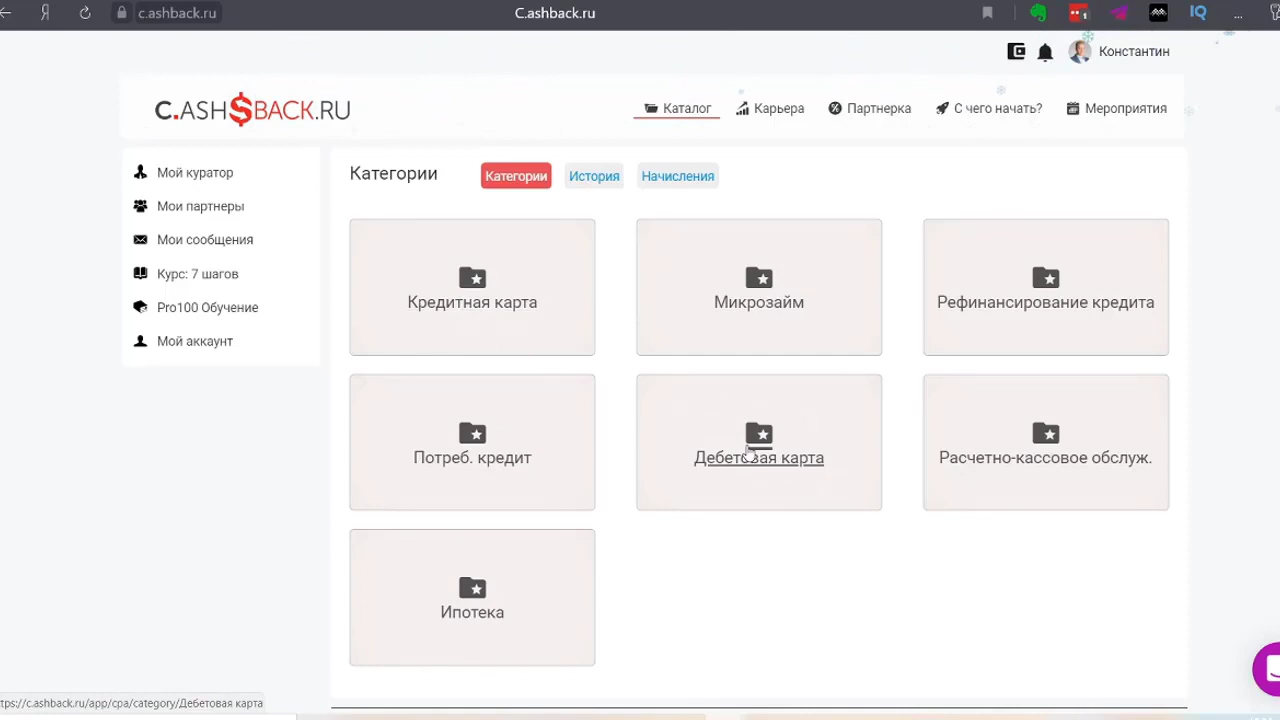 c.ashback.ru
C.ashback.ru
1
IQ
...
Константин
C.ASH$BACK.RU
Каталог
Карьера
Партнерка
С чего начать?
Мероприятия
Мой куратор
Мои партнеры
Мои сообщения
Курс: 7 шагов
Pro100 Обучение
Мой аккаунт
Категории
Категории
История
Начисления
Кредитная карта
Микрозайм
Рефинансирование кредита
Потреб. кредит
Дебетовая карта
Расчетно-кассовое обслуж.
Ипотека
ttps://c.ashback.ru/app/cpa/category/Дебетовая карта